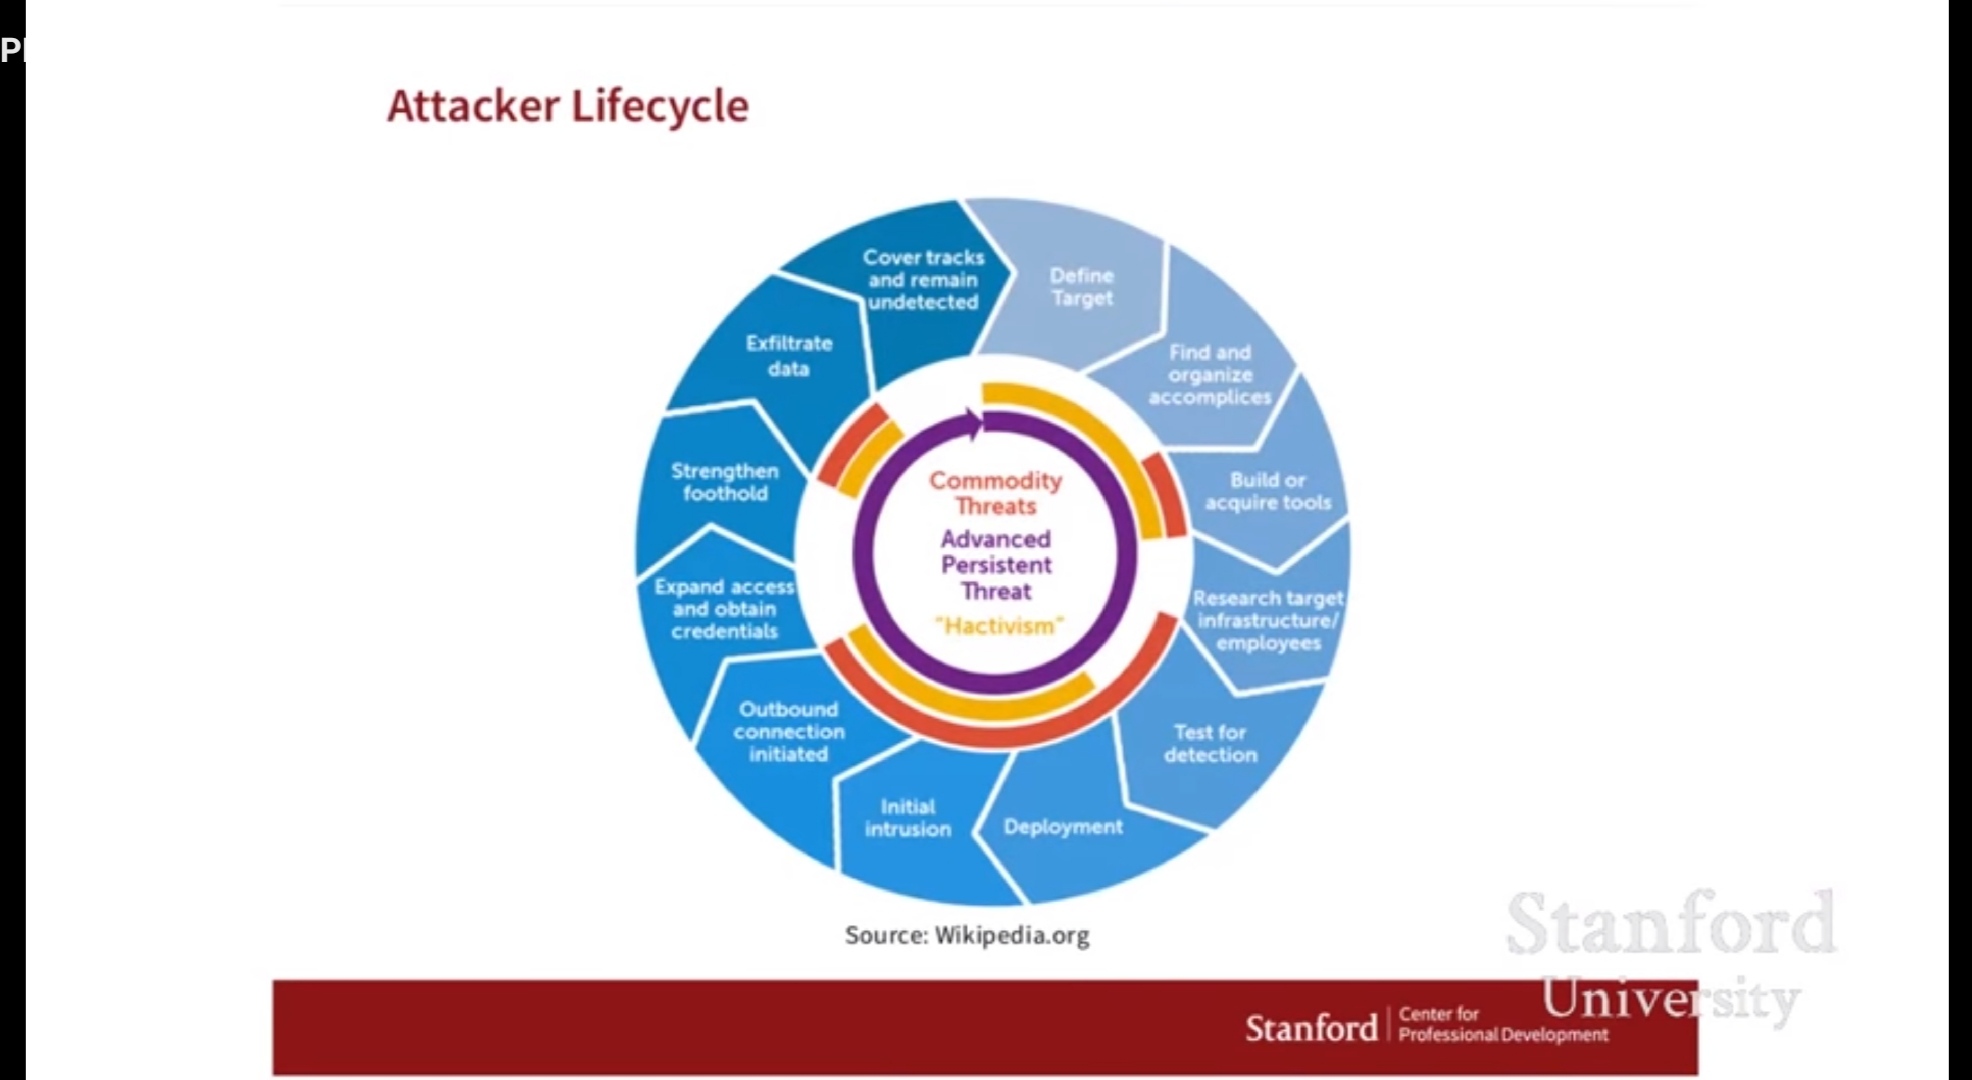 Attacker Lifecycle
Define
Target
Find and
organize
accomplices
Build or
acquire tools
Research target
infrastructure/
employees
Test for
detection
Deployment
Initial
intrusion
Outbound
connection
initiated
Expand access
and obtain
credentials
Strengthen
foothold
Exfiltrate
data
Cover tracks
and remain
undetected
Commodity
Threats
Advanced
Persistent
Threat
"Hactivism"
Source: Wikipedia.org
Stanford
University
Stanford
Center for
Professional Development